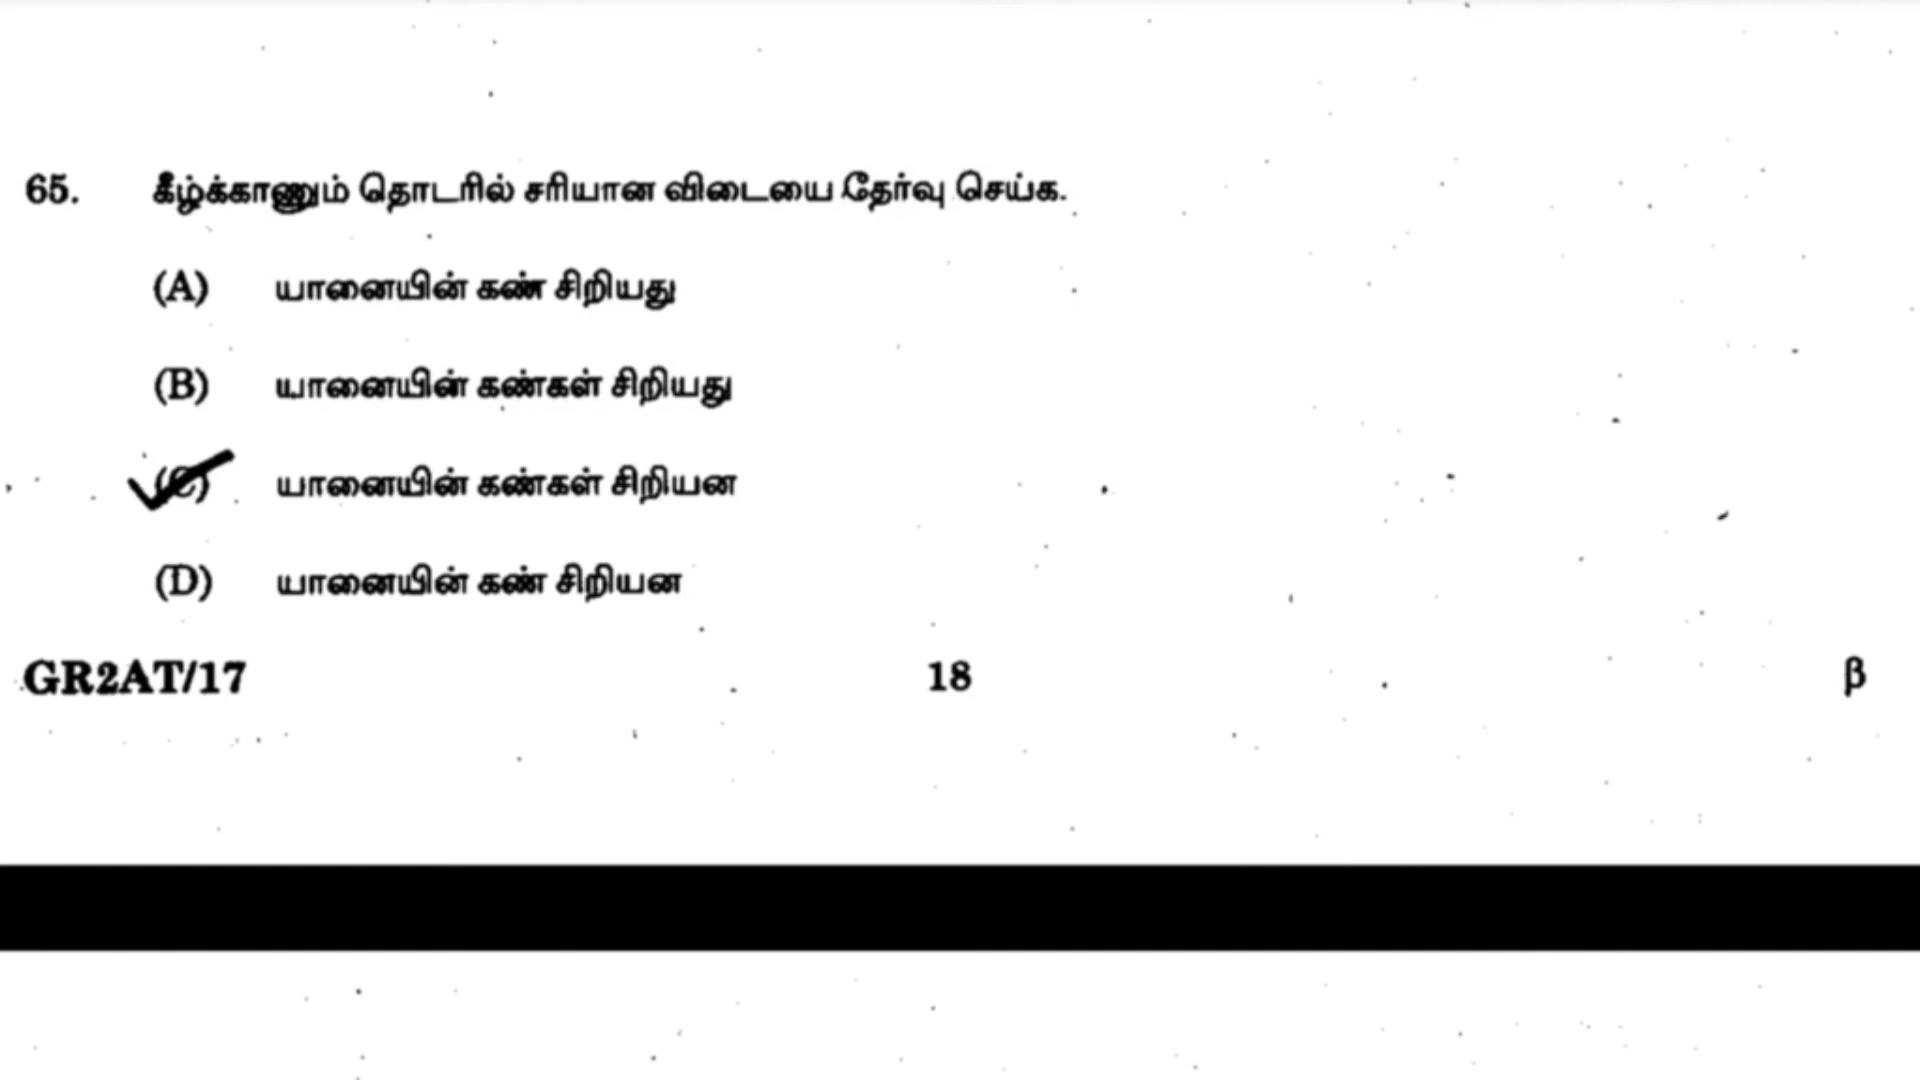 65. கீழ்க்காணும் தொடரில் சரியான விடையை தேர்வு செய்க.
(A) யானையின் கண் சிறியது
(B) யானையின் கண்கள் சிறியது
(C) யானையின் கண்கள் சிறியன
(D) யானையின் கண் சிறியன
GR2AT/17 18 β